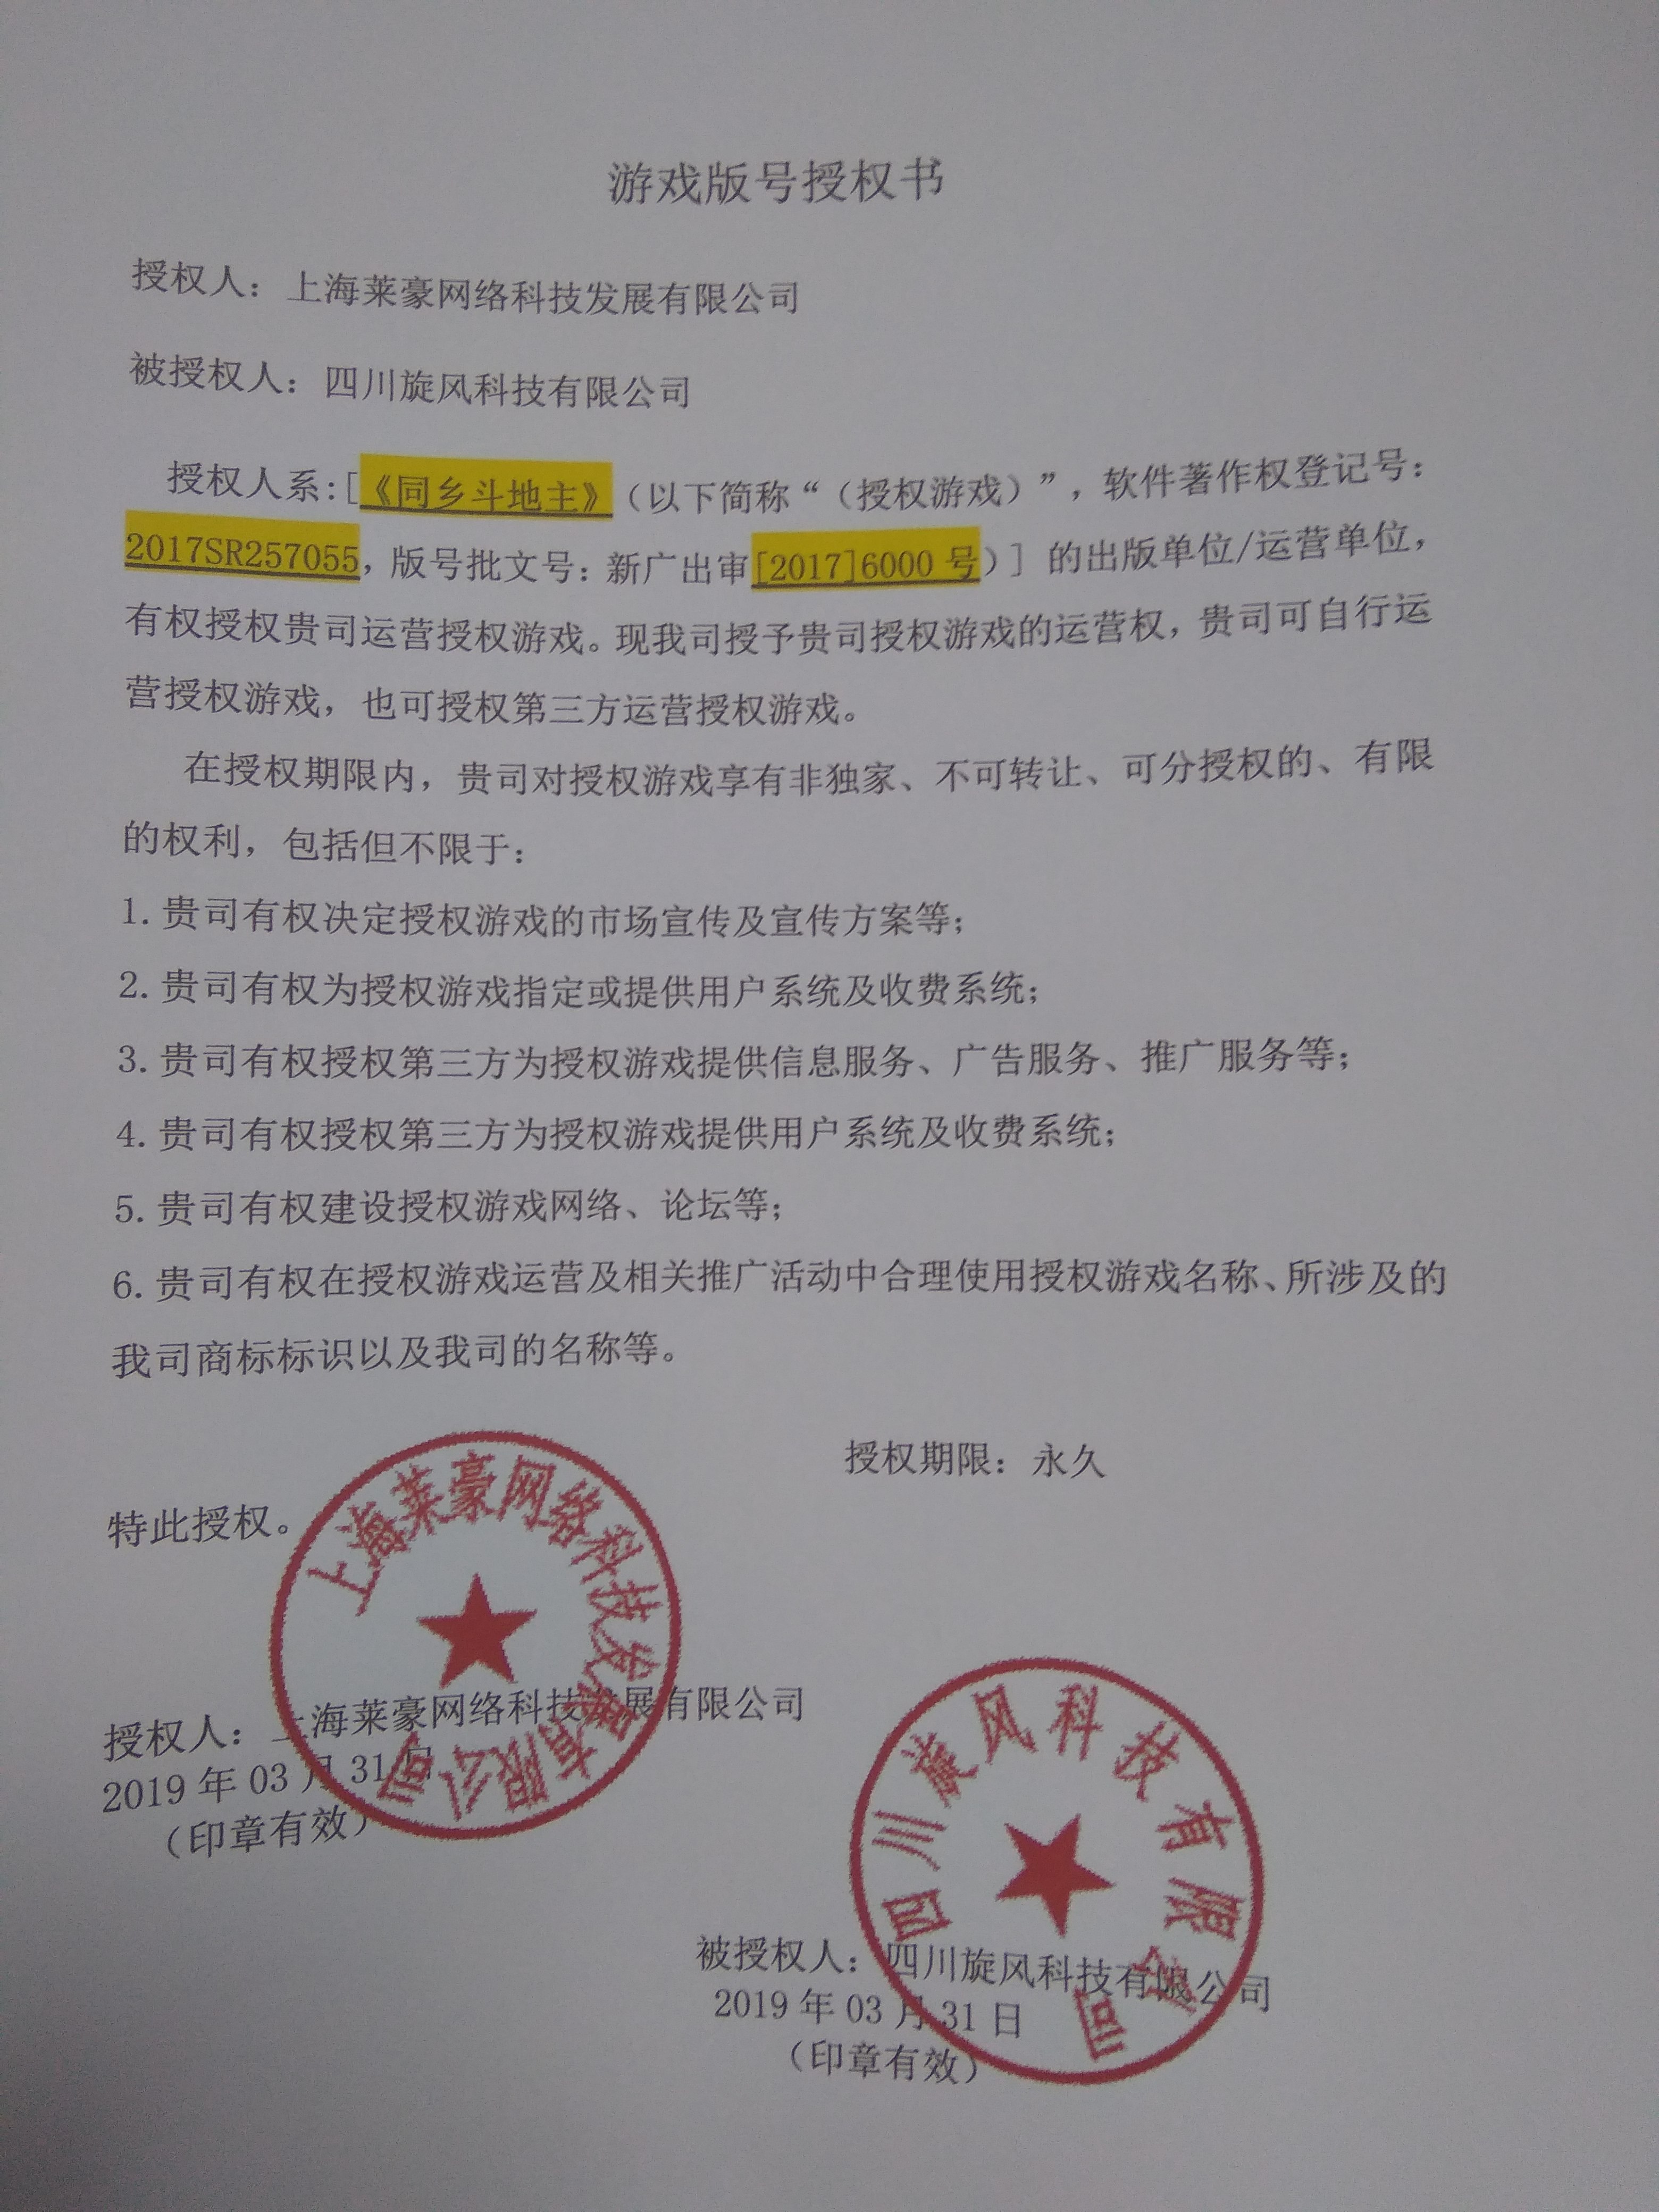 游戏版号授权书
授权人：上海莱豪网络科技发展有限公司
被授权人：四川旋风科技有限公司
授权人系:[《同乡斗地主》（以下简称“（授权游戏）”，软件著作权登记号：
2017SR257055，版号批文号：新广出审[2017]6000号）]的出版单位/运营单位，
有权授权贵司运营授权游戏。现我司授予贵司授权游戏的运营权，贵司可自行运
营授权游戏，也可授权第三方运营授权游戏。
在授权期限内，贵司对授权游戏享有非独家、不可转让、可分授权的、有限
的权利，包括但不限于：
1.贵司有权决定授权游戏的市场宣传及宣传方案等；
2.贵司有权为授权游戏指定或提供用户系统及收费系统；
3.贵司有权授权第三方为授权游戏提供信息服务、广告服务、推广服务等；
4.贵司有权授权第三方为授权游戏提供用户系统及收费系统；
5.贵司有权建设授权游戏网络、论坛等；
6.贵司有权在授权游戏运营及相关推广活动中合理使用授权游戏名称、所涉及的
我司商标标识以及我司的名称等。
授权期限：永久
特此授权。
上海莱豪网络科技发展有限公司
授权人：上海莱豪网络科技发展有限公司
2019年03月31日
（印章有效）
四川旋风科技有限公司
被授权人：四川旋风科技有限公司
2019年03月31日
（印章有效）